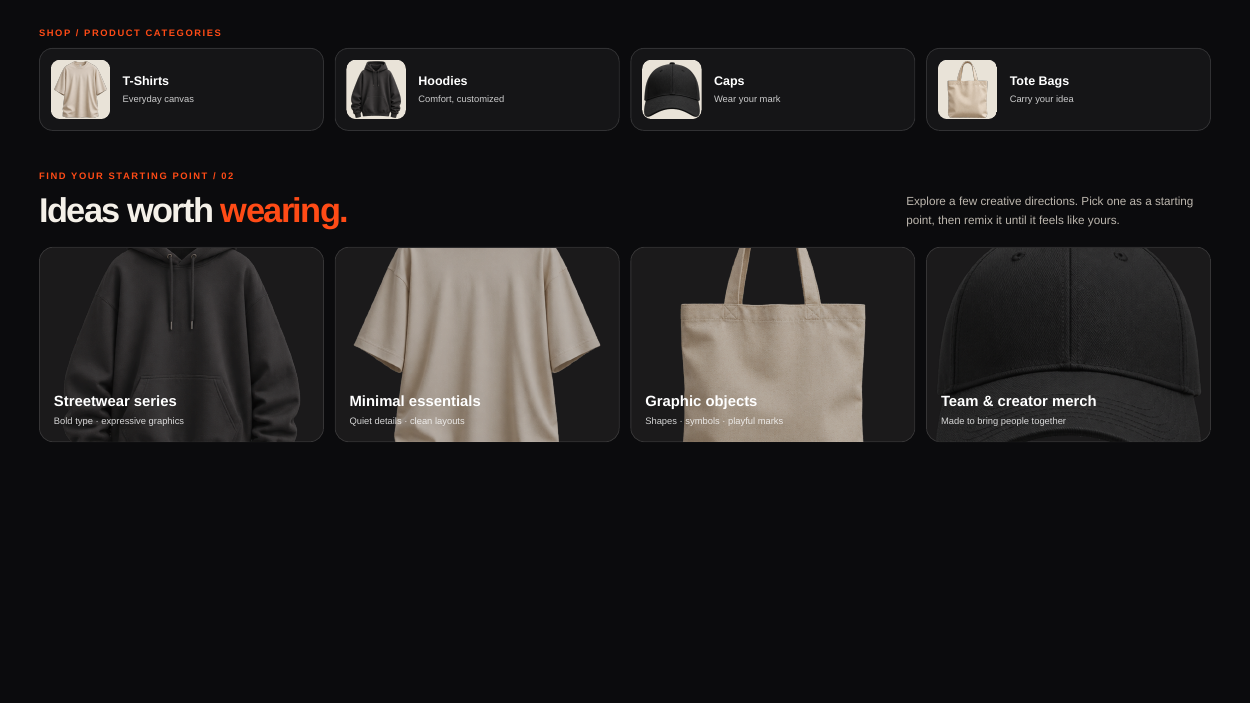 SHOP / PRODUCT CATEGORIES
T-Shirts
Everyday canvas
Hoodies
Comfort, customized
Caps
Wear your mark
Tote Bags
Carry your idea
FIND YOUR STARTING POINT / 02
Ideas worth wearing.
Explore a few creative directions. Pick one as a starting
point, then remix it until it feels like yours.
Streetwear series
Bold type · expressive graphics
Minimal essentials
Quiet details · clean layouts
Graphic objects
Shapes · symbols · playful marks
Team & creator merch
Made to bring people together